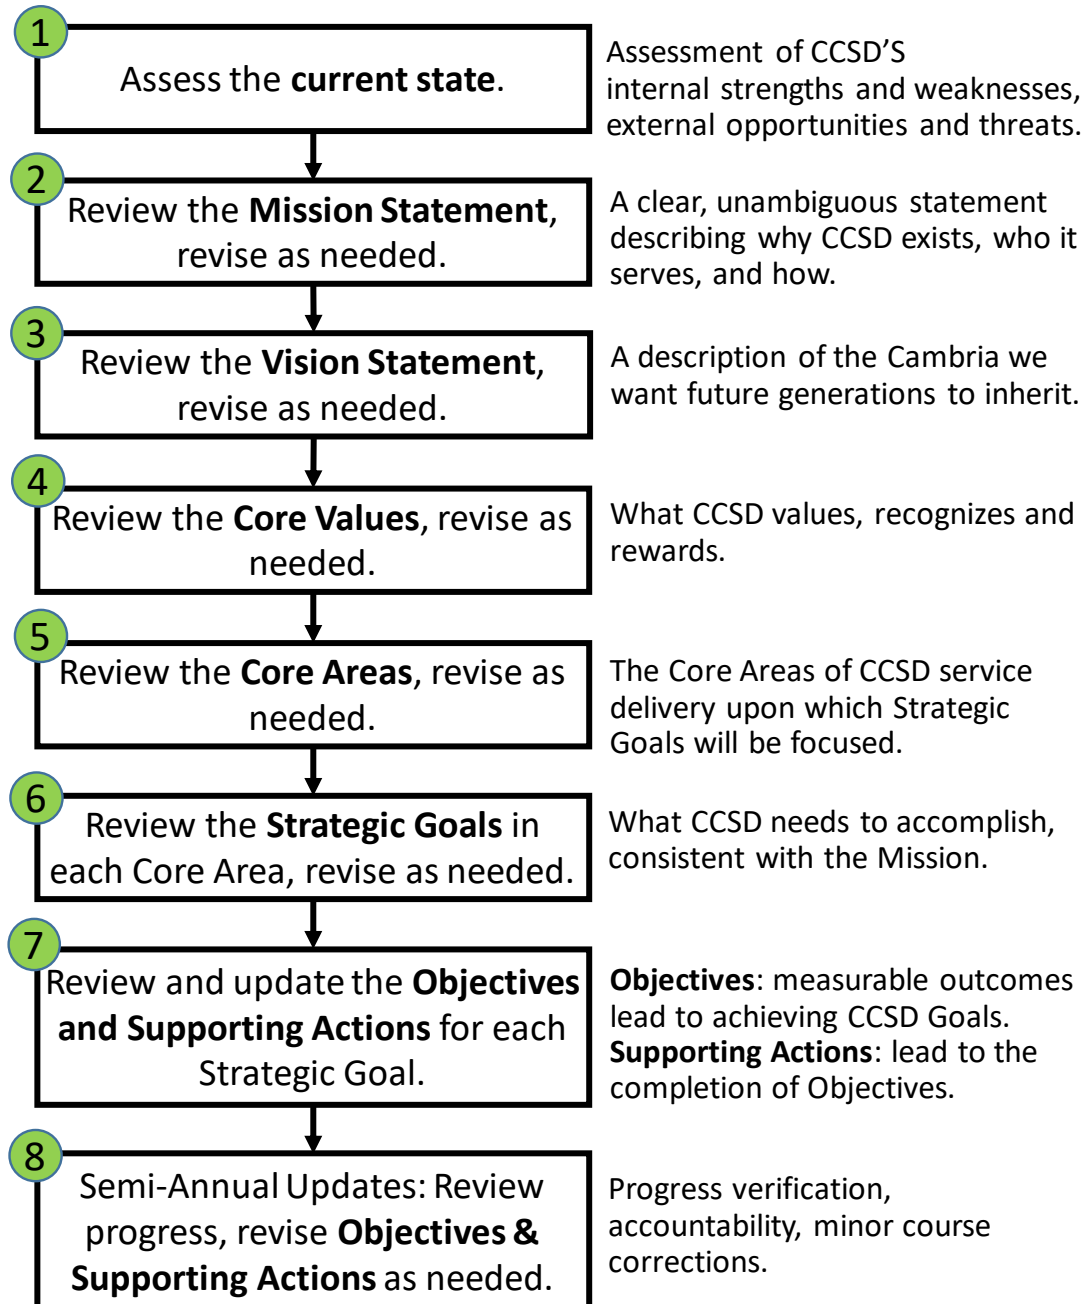 1
Assess the current state.
Assessment of CCSD'S
internal strengths and weaknesses,
external opportunities and threats.
2
Review the Mission Statement,
revise as needed.
A clear, unambiguous statement
describing why CCSD exists, who it
serves, and how.
3
Review the Vision Statement,
revise as needed.
A description of the Cambria we
want future generations to inherit.
4
Review the Core Values, revise as
needed.
What CCSD values, recognizes and
rewards.
5
Review the Core Areas, revise as
needed.
The Core Areas of CCSD service
delivery upon which Strategic
Goals will be focused.
6
Review the Strategic Goals in
each Core Area, revise as needed.
What CCSD needs to accomplish,
consistent with the Mission.
7
Review and update the Objectives
and Supporting Actions for each
Strategic Goal.
Objectives: measurable outcomes
lead to achieving CCSD Goals.
Supporting Actions: lead to the
completion of Objectives.
8
Semi-Annual Updates: Review
progress, revise Objectives &
Supporting Actions as needed.
Progress verification,
accountability, minor course
corrections.